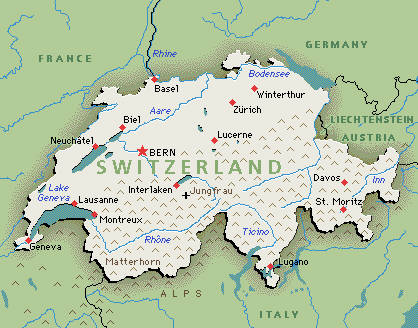 GERMANY
FRANCE
Rhine
Bodensee
Basel
Winterthur
Aare
Zürich
Biel
LIECHTENSTEIN
Lucerne
AUSTRIA
Neuchâtel
BERN
SWITZERLAND
Davos
Inn
Interlaken
Jungfrau
Lake
Geneva
Lausanne
St. Moritz
Montreux
Ticino
Rhône
Geneva
Matterhorn
Lugano
ALPS
ITALY